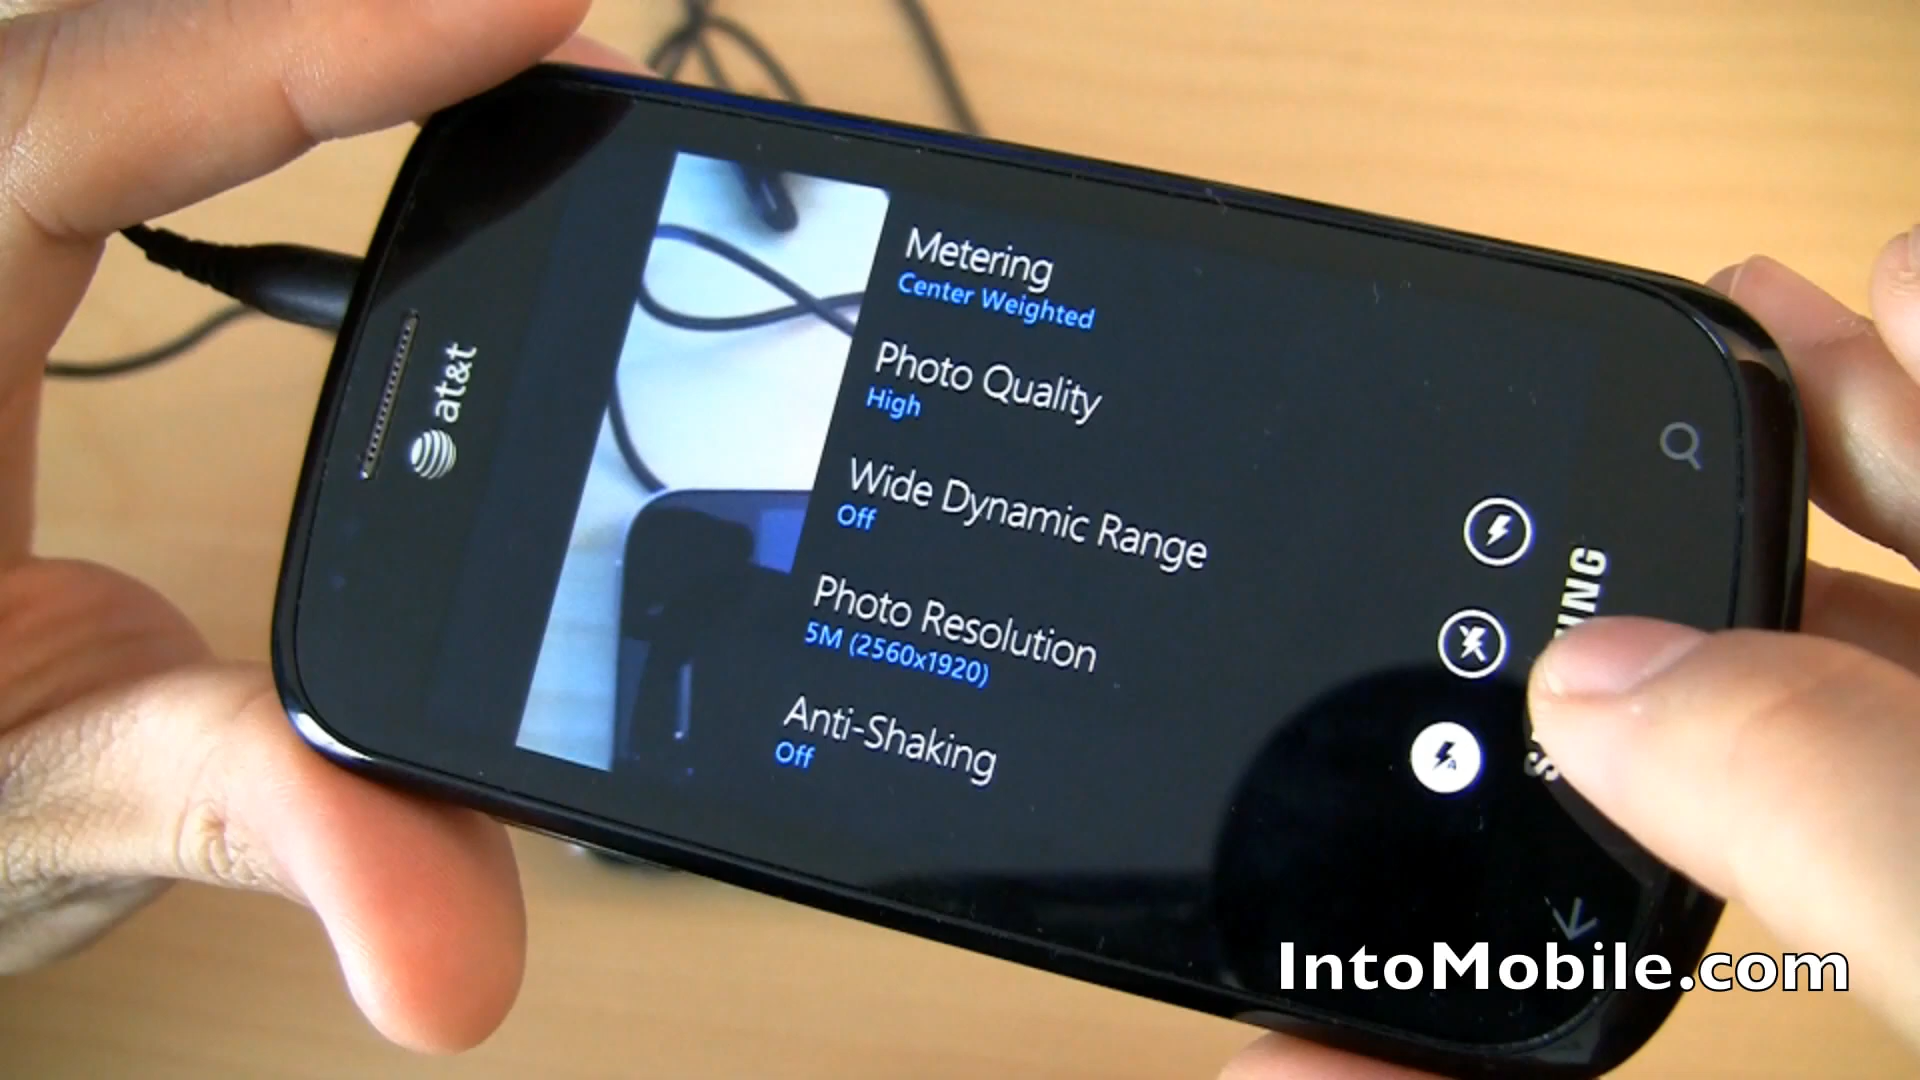 at&t
Metering
Center Weighted
Photo Quality
High
Wide Dynamic Range
Off
Photo Resolution
5M (2560x1920)
Anti-Shaking
Off
A
IntoMobile.com